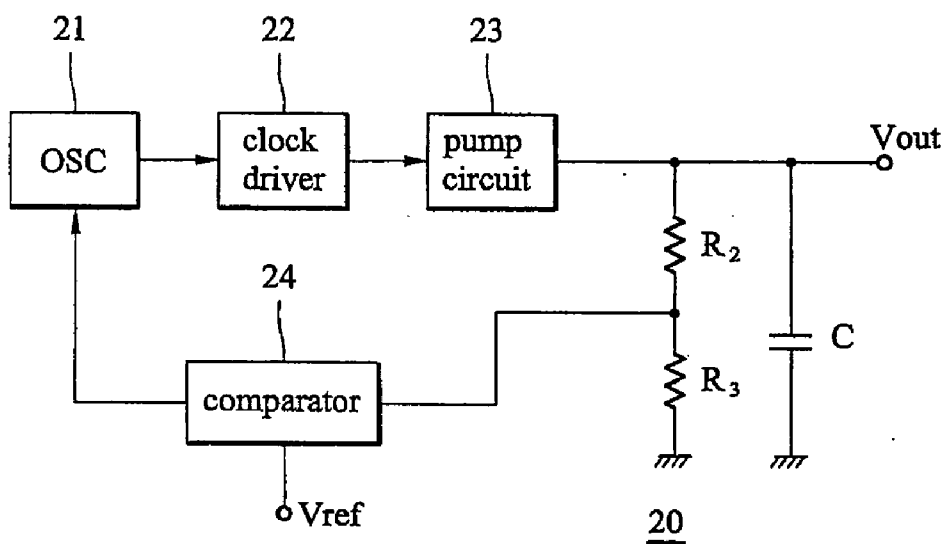 21
22
23
OSC
clock
driver
pump
circuit
Vout
R₂
24
C
comparator
R₃
Vref
20